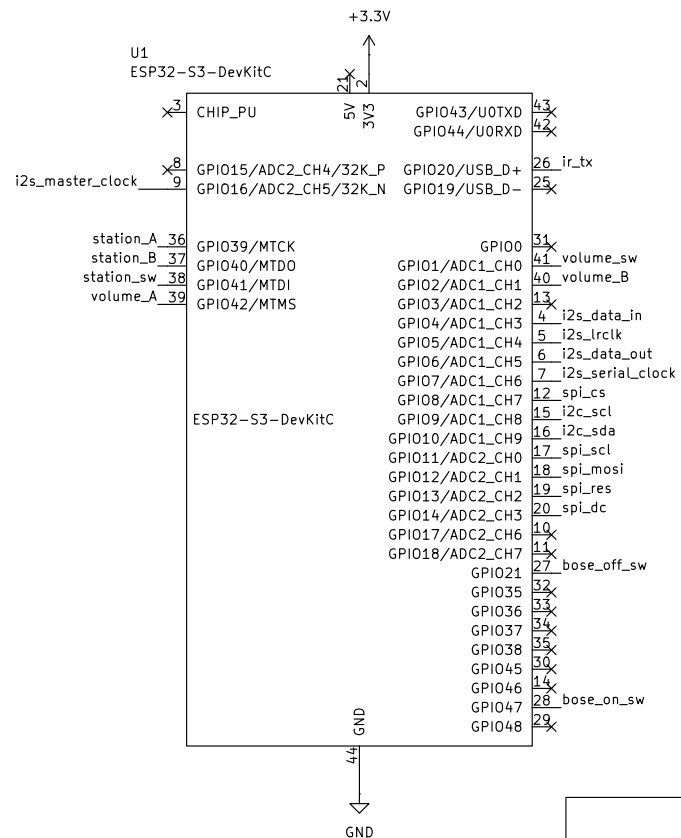 +3.3V
U1
ESP32-S3-DevKitC
21
2
5V
3V3
3 CHIP_PU
GPIO43/U0TXD 43
GPIO44/U0RXD 42
8 GPIO15/ADC2_CH4/32K_P
GPIO20/USB_D+ 26 ir_tx
i2s_master_clock 9 GPIO16/ADC2_CH5/32K_N
GPIO19/USB_D- 25
station_A 36 GPIO39/MTCK
GPIO0 31
station_B 37 GPIO40/MTDO
GPIO1/ADC1_CH0 41 volume_sw
station_sw 38 GPIO41/MTDI
GPIO2/ADC1_CH1 40 volume_B
volume_A 39 GPIO42/MTMS
GPIO3/ADC1_CH2 13
GPIO4/ADC1_CH3 4 i2s_data_in
GPIO5/ADC1_CH4 5 i2s_lrclk
GPIO6/ADC1_CH5 6 i2s_data_out
GPIO7/ADC1_CH6 7 i2s_serial_clock
GPIO8/ADC1_CH7 12 spi_cs
ESP32-S3-DevKitC
GPIO9/ADC1_CH8 15 i2c_scl
GPIO10/ADC1_CH9 16 i2c_sda
GPIO11/ADC2_CH0 17 spi_scl
GPIO12/ADC2_CH1 18 spi_mosi
GPIO13/ADC2_CH2 19 spi_res
GPIO14/ADC2_CH3 20 spi_dc
GPIO17/ADC2_CH6 10
GPIO18/ADC2_CH7 11
GPIO21 27 bose_off_sw
GPIO35 32
GPIO36 33
GPIO37 34
GPIO38 35
GPIO45 30
GPIO46 14
GPIO47 28 bose_on_sw
GPIO48 29
GND
44
GND